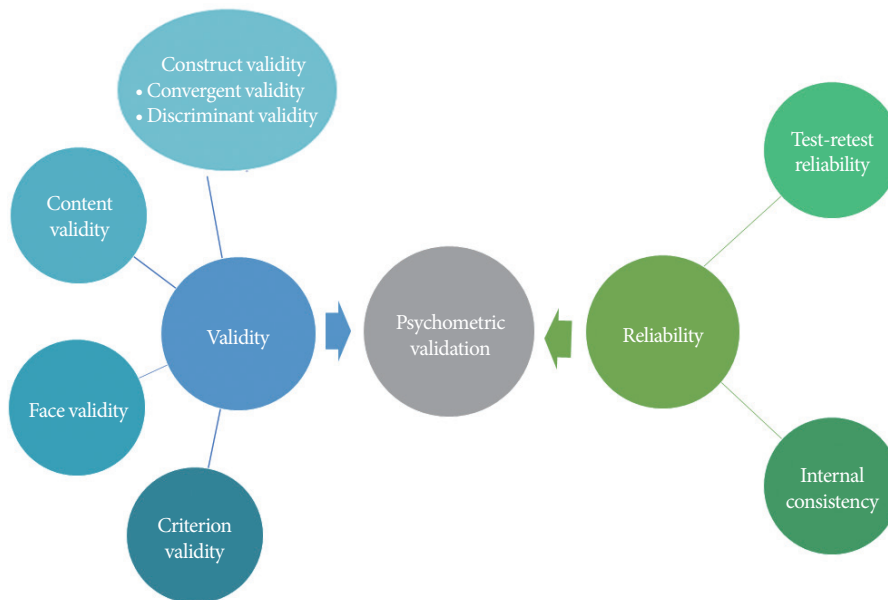 Construct validity
• Convergent validity
• Discriminant validity
Content
validity
Face validity
Criterion
validity
Validity
Psychometric
validation
Reliability
Test-retest
reliability
Internal
consistency